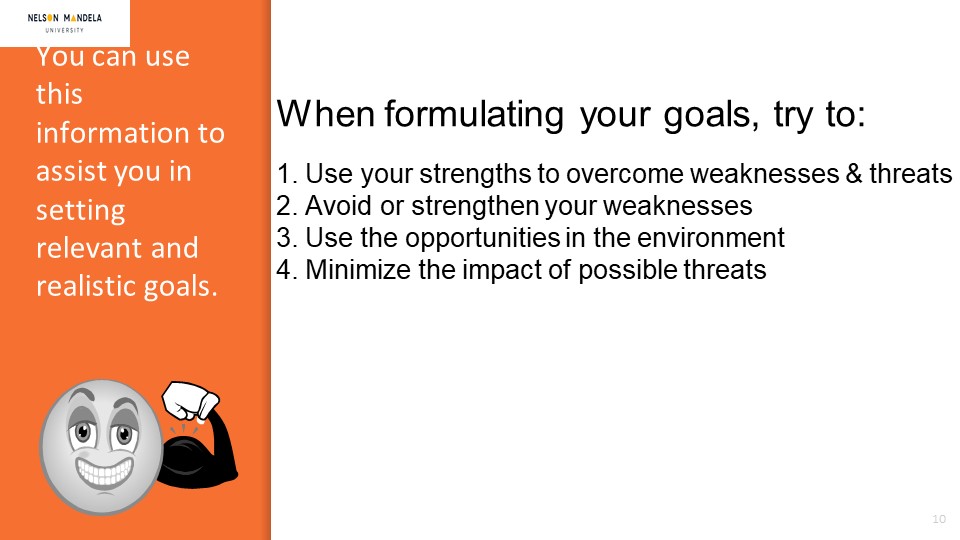 NELSON MANDELA
UNIVERSITY
You can use
this
information to
assist you in
setting
relevant and
realistic goals.
When formulating your goals, try to:
1. Use your strengths to overcome weaknesses & threats
2. Avoid or strengthen your weaknesses
3. Use the opportunities in the environment
4. Minimize the impact of possible threats
10